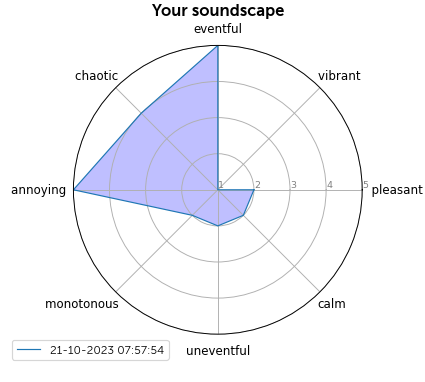 Your soundscape
eventful
chaotic
vibrant
annoying
1
2
3
4
5
pleasant
monotonous
calm
uneventful
21-10-2023 07:57:54